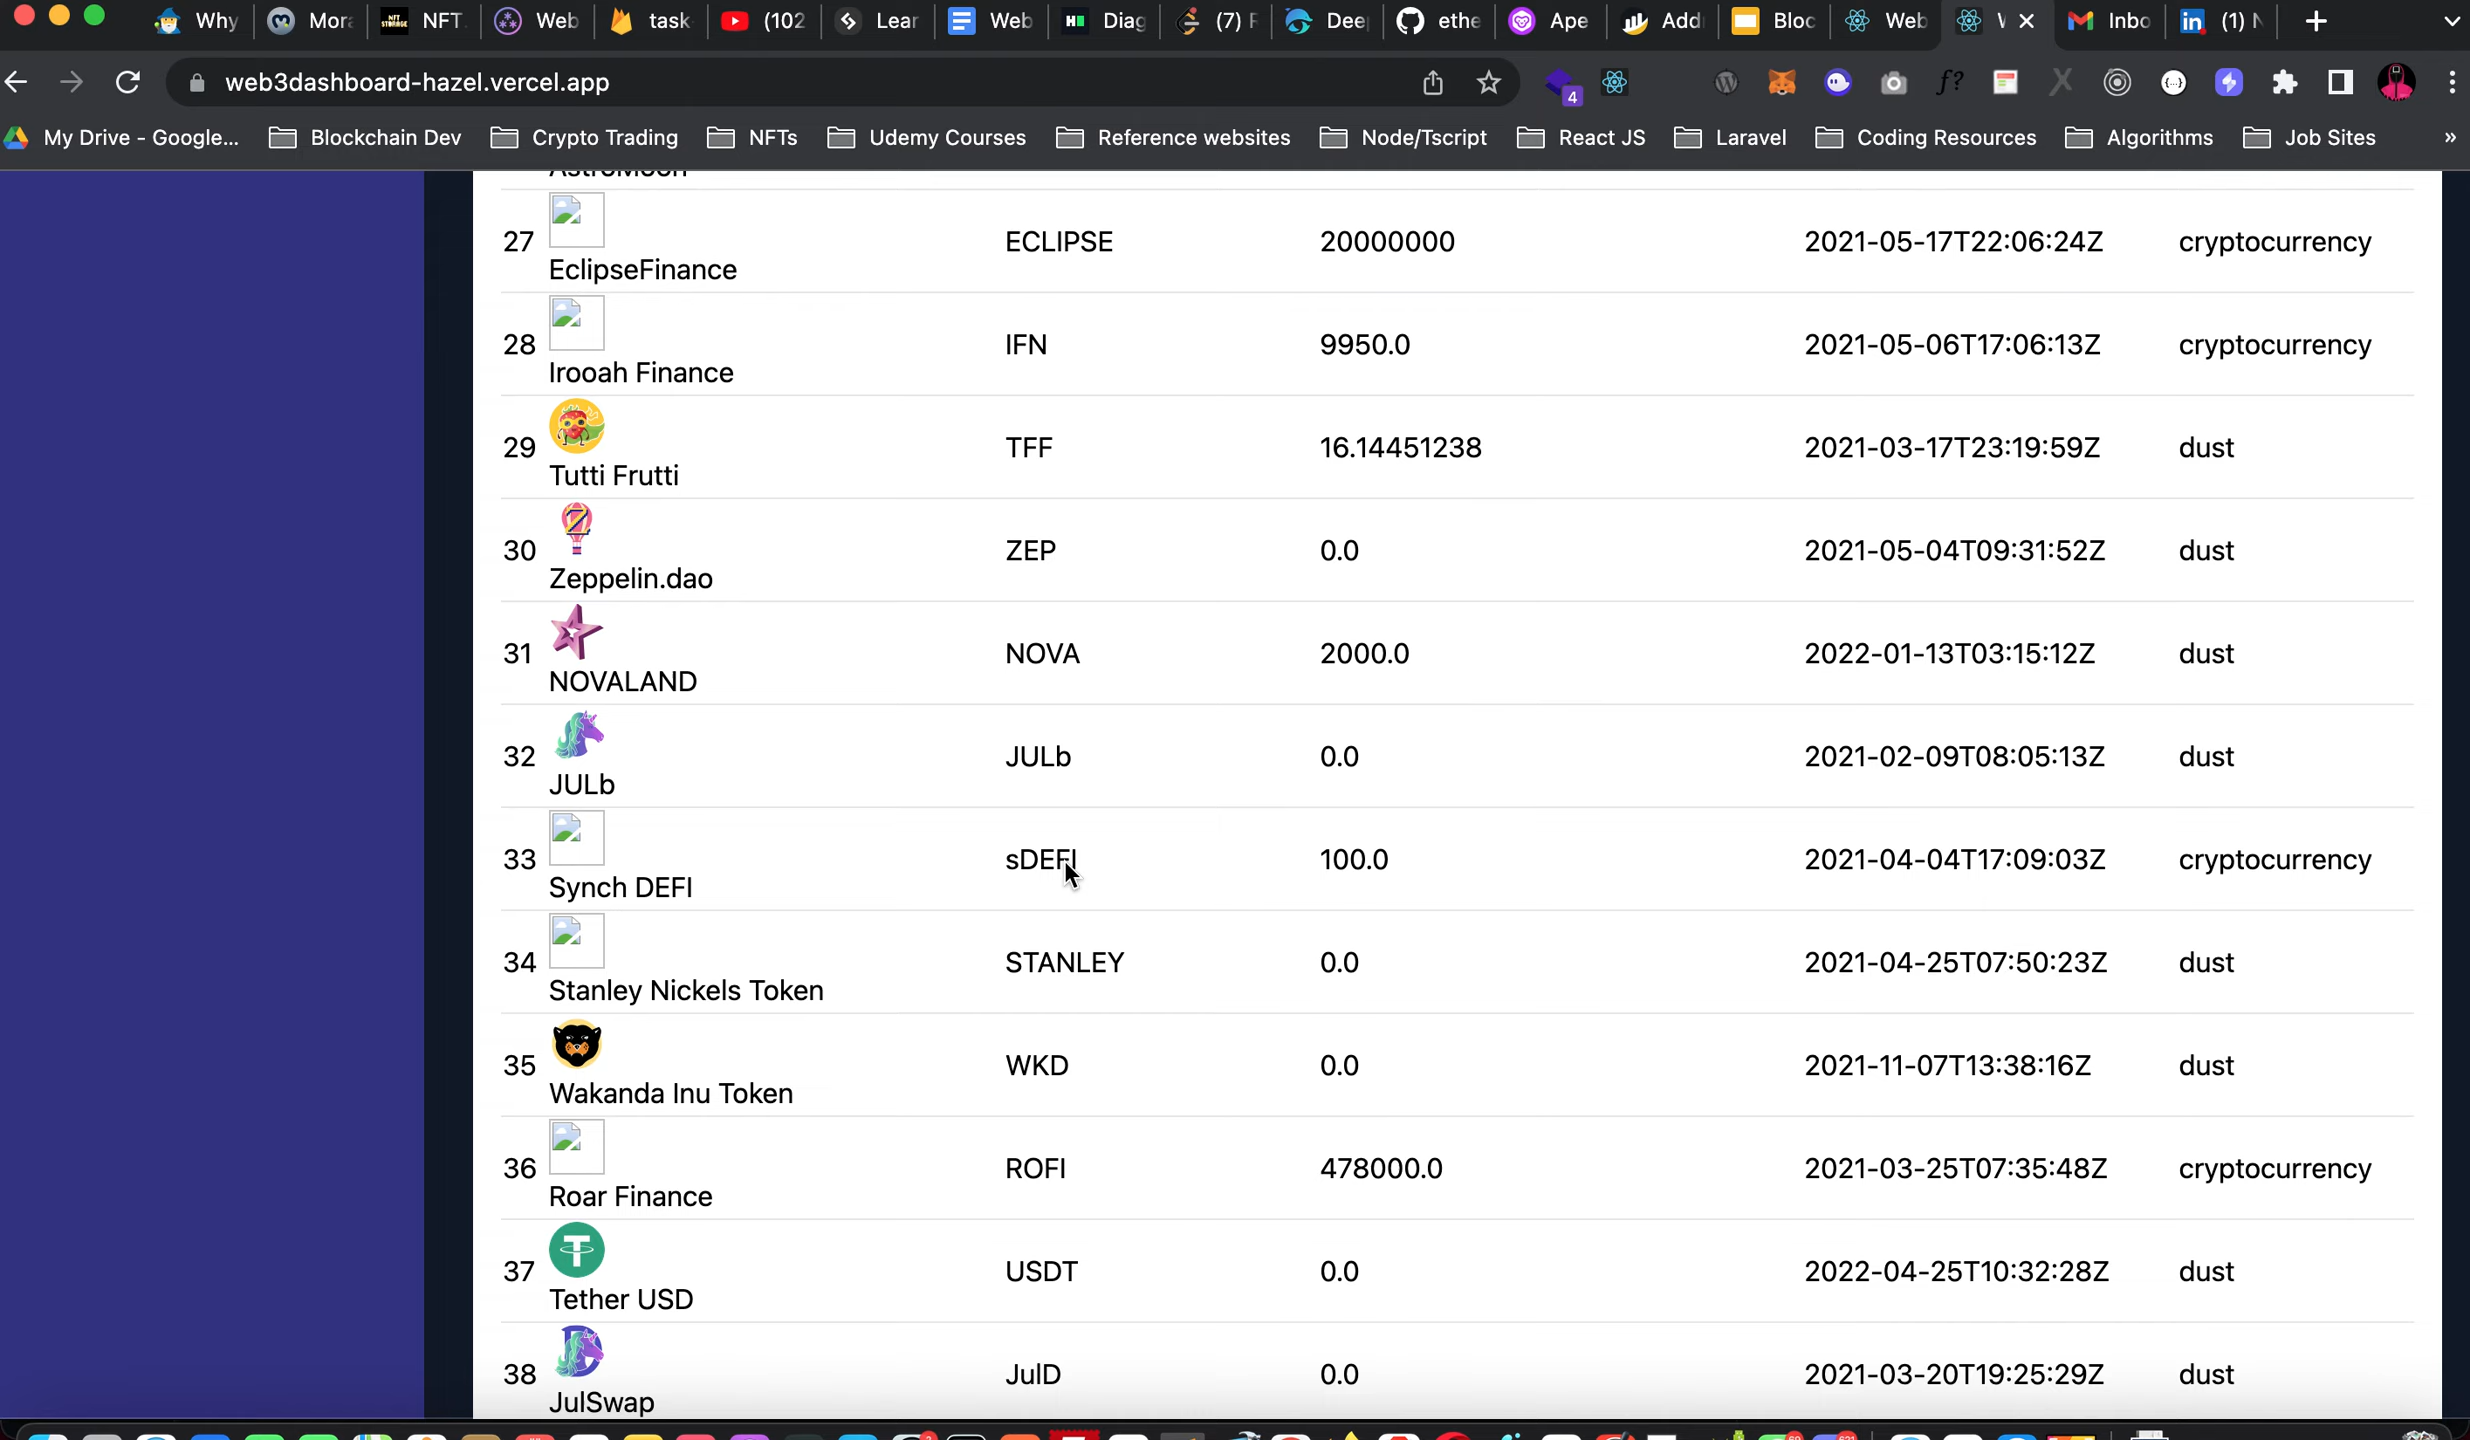 Why
Mor
NFT
Web
task
(102
Lear
Web
Diag
(7) F
Dee
ethe
Ape
Add
Bloc
Web
Inbo
(1) N
web3dashboard-hazel.vercel.app
4
My Drive - Google...
Blockchain Dev
Crypto Trading
NFTs
Udemy Courses
Reference websites
Node/Tscript
React JS
Laravel
Coding Resources
Algorithms
Job Sites
»
AstroMoon
27 EclipseFinance ECLIPSE 20000000 2021-05-17T22:06:24Z cryptocurrency
28 Irooah Finance IFN 9950.0 2021-05-06T17:06:13Z cryptocurrency
29 Tutti Frutti TFF 16.14451238 2021-03-17T23:19:59Z dust
30 Zeppelin.dao ZEP 0.0 2021-05-04T09:31:52Z dust
31 NOVALAND NOVA 2000.0 2022-01-13T03:15:12Z dust
32 JULb JULb 0.0 2021-02-09T08:05:13Z dust
33 Synch DEFI sDEFI 100.0 2021-04-04T17:09:03Z cryptocurrency
34 Stanley Nickels Token STANLEY 0.0 2021-04-25T07:50:23Z dust
35 Wakanda Inu Token WKD 0.0 2021-11-07T13:38:16Z dust
36 Roar Finance ROFI 478000.0 2021-03-25T07:35:48Z cryptocurrency
37 Tether USD USDT 0.0 2022-04-25T10:32:28Z dust
38 JulSwap JulD 0.0 2021-03-20T19:25:29Z dust